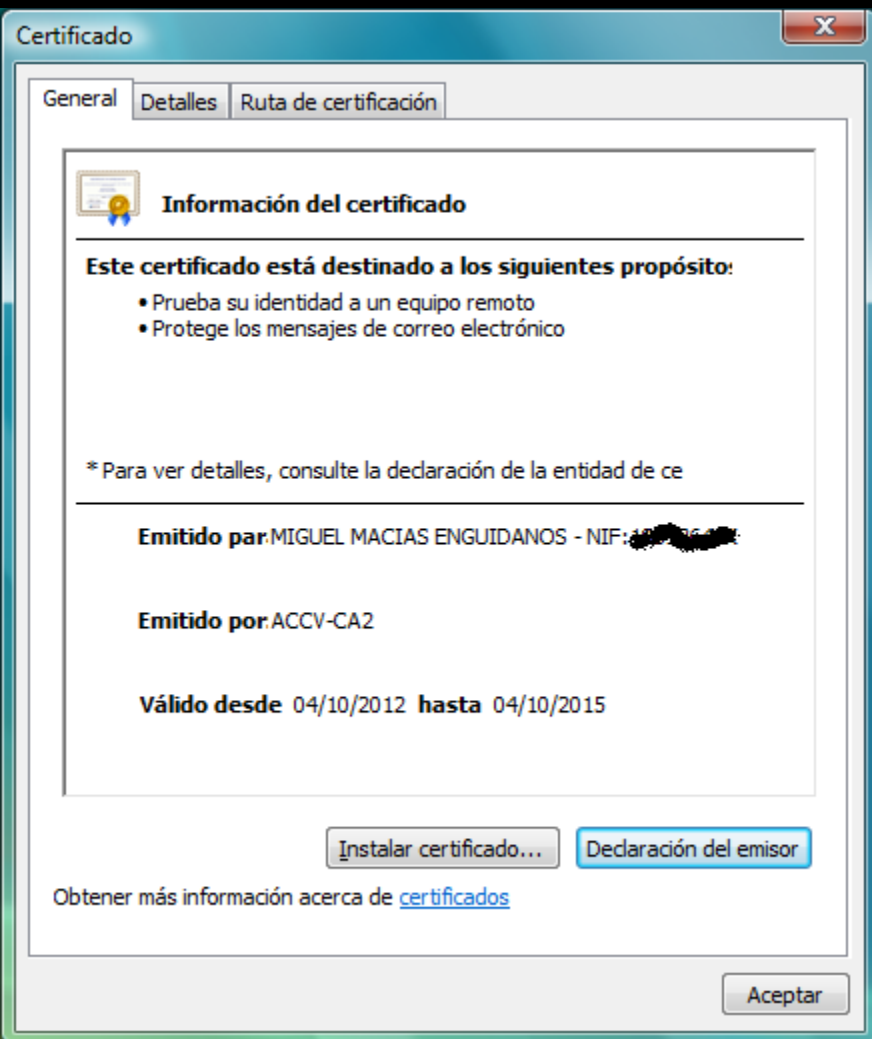 Certificado
General Detalles Ruta de certificación
Información del certificado
Este certificado está destinado a los siguientes propósitos
• Prueba su identidad a un equipo remoto
• Protege los mensajes de correo electrónico
* Para ver detalles, consulte la declaración de la entidad de ce
Emitido par MIGUEL MACIAS ENGUIDANOS - NIF:
Emitido por ACCV-CA2
Válido desde 04/10/2012 hasta 04/10/2015
Instalar certificado... Declaración del emisor
Obtener más información acerca de certificados
Aceptar